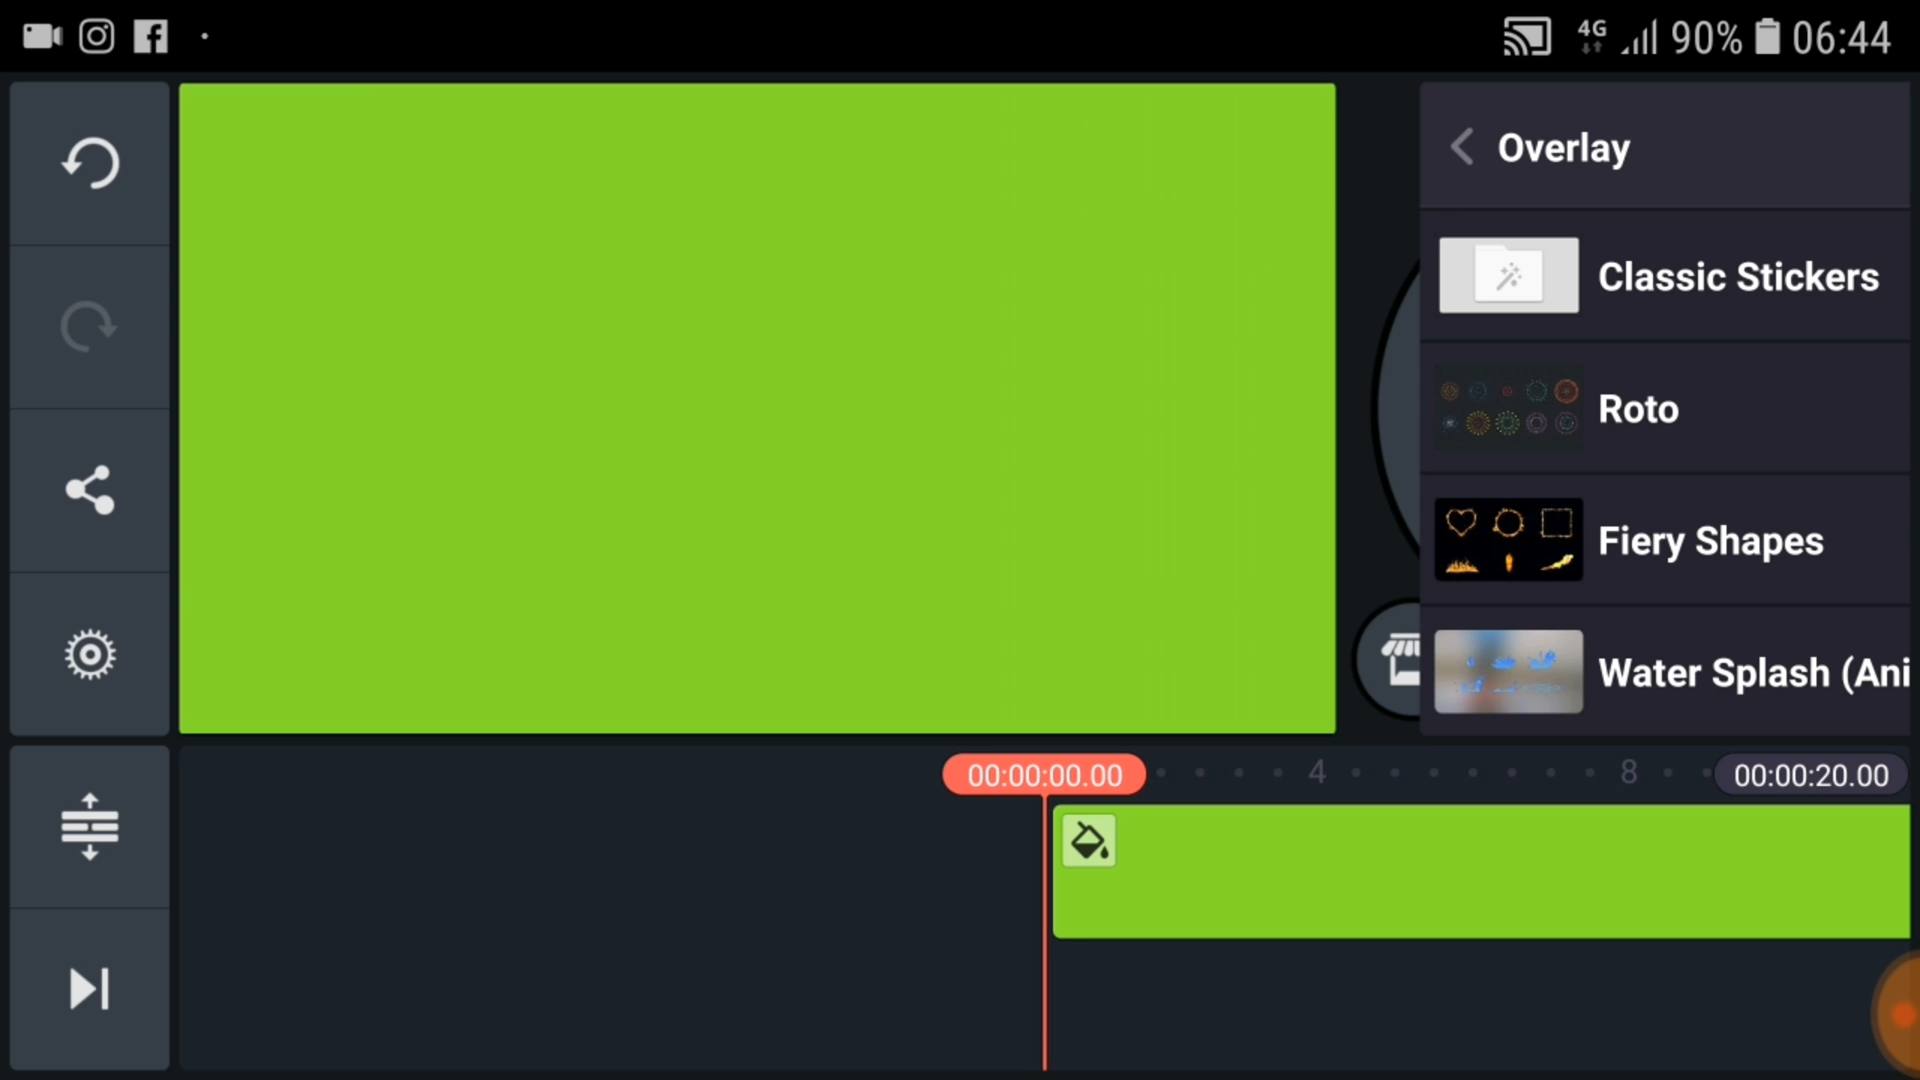 4G 90% 06:44
Overlay
Classic Stickers
Roto
Fiery Shapes
Water Splash (Ani
00:00:00.00 4 8 00:00:20.00